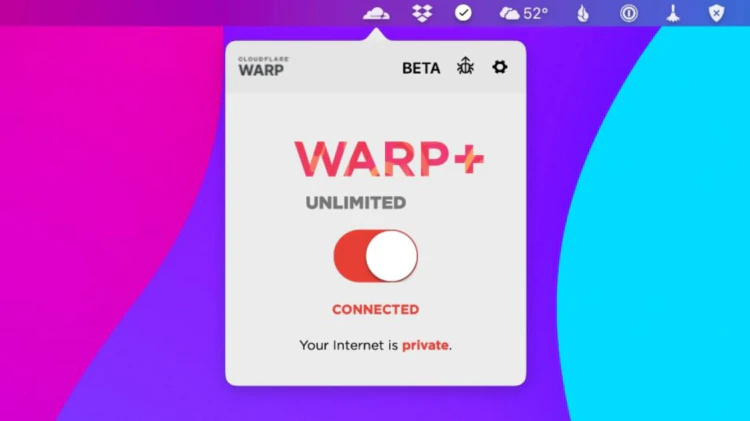 52°
CLOUDFLARE
WARP
BETA
WARP+
UNLIMITED
CONNECTED
Your Internet is private.